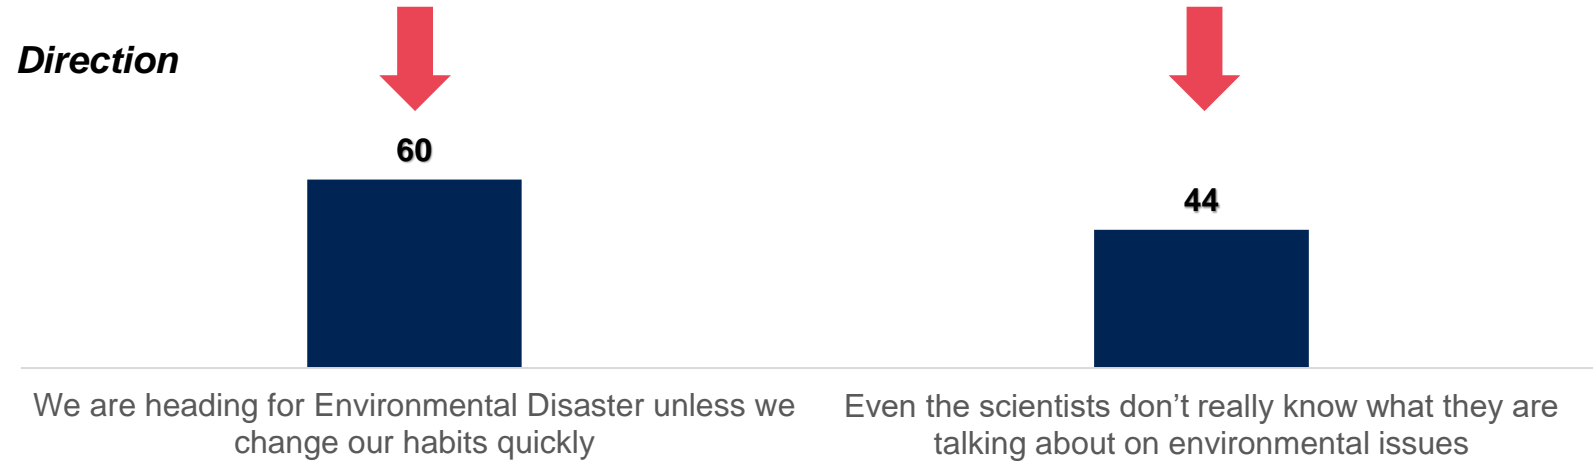 Direction
60
44
We are heading for Environmental Disaster unless we
change our habits quickly
Even the scientists don’t really know what they are
talking about on environmental issues